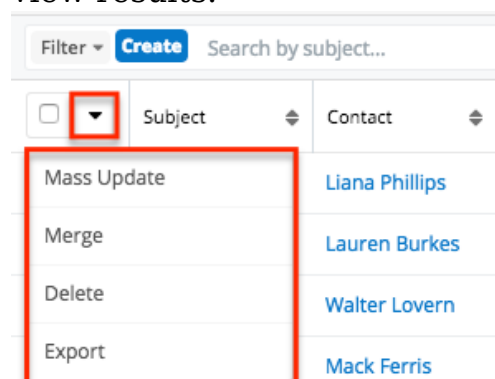 Filter Create Search by subject...
Subject Contact
Mass Update Liana Phillips
Merge Lauren Burkes
Delete Walter Lovern
Export Mack Ferris